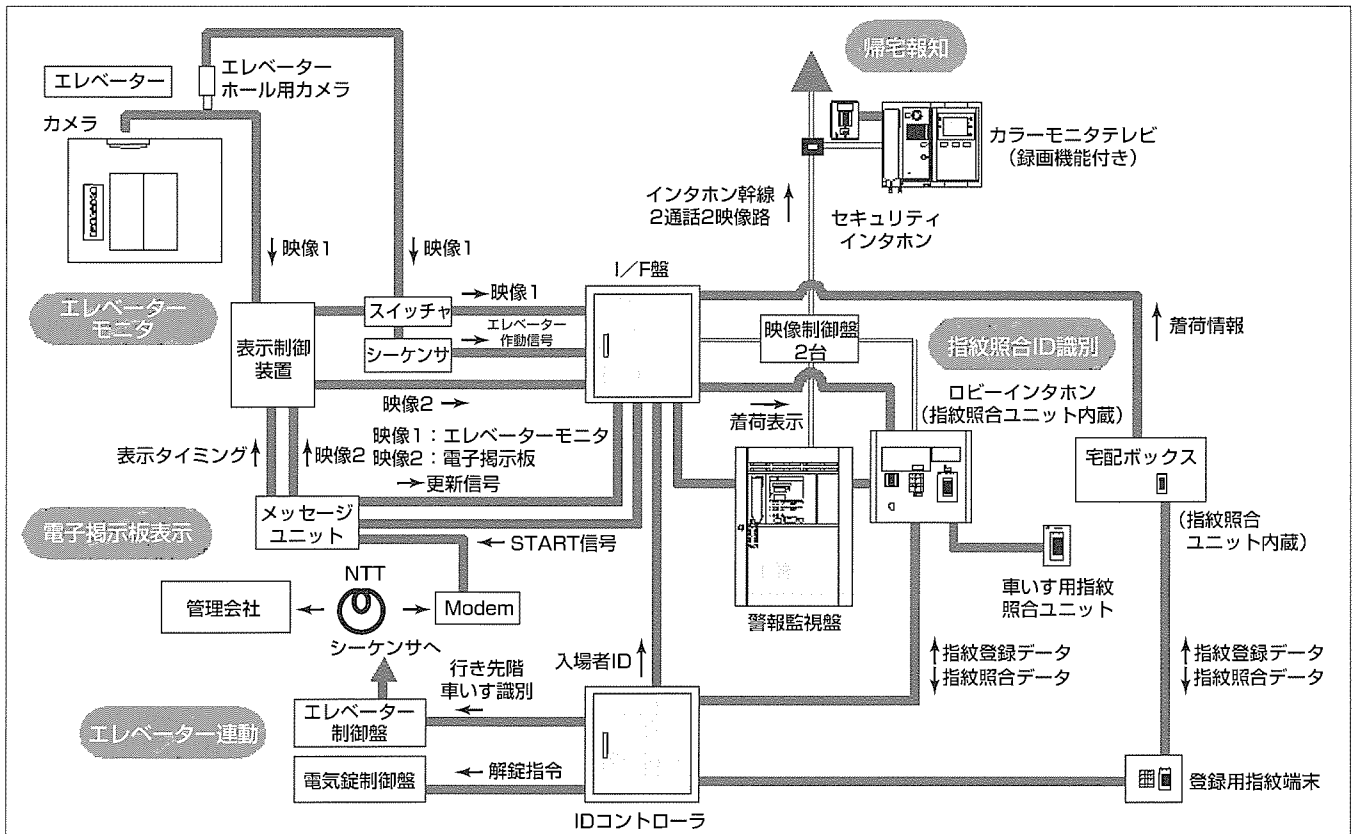 帰宅報知
エレベーター
エレベーター
ホール用カメラ
カメラ
カラーモニタテレビ
(録画機能付き)
インタホン幹線
2通話2映像路
セキュリティ
インタホン
↓映像1
↓映像1
I/F盤
→映像1
エレベーター
モニタ
スイッチャ
エレベーター
作動信号
シーケンサ
表示制御
装置
映像制御盤
2台
指紋照合ID識別
着荷情報
ロビーインタホン
(指紋照合ユニット内蔵)
映像2→
着荷表示
映像1:エレベーターモニタ
映像2:電子掲示板
表示タイミング
映像2
→更新信号
宅配ボックス
電子掲示板表示
メッセージ
ユニット
←START信号
(指紋照合
ユニット内蔵)
車いす用指紋
照合ユニット
NTT
管理会社
Modem
警報監視盤
シーケンサへ
入場者ID
行き先階
車いす識別
↑指紋登録データ
↓指紋照合データ
↑指紋登録データ
↓指紋照合データ
エレベーター連動
エレベーター
制御盤
電気錠制御盤
←解錠指令
登録用指紋端末
IDコントローラ